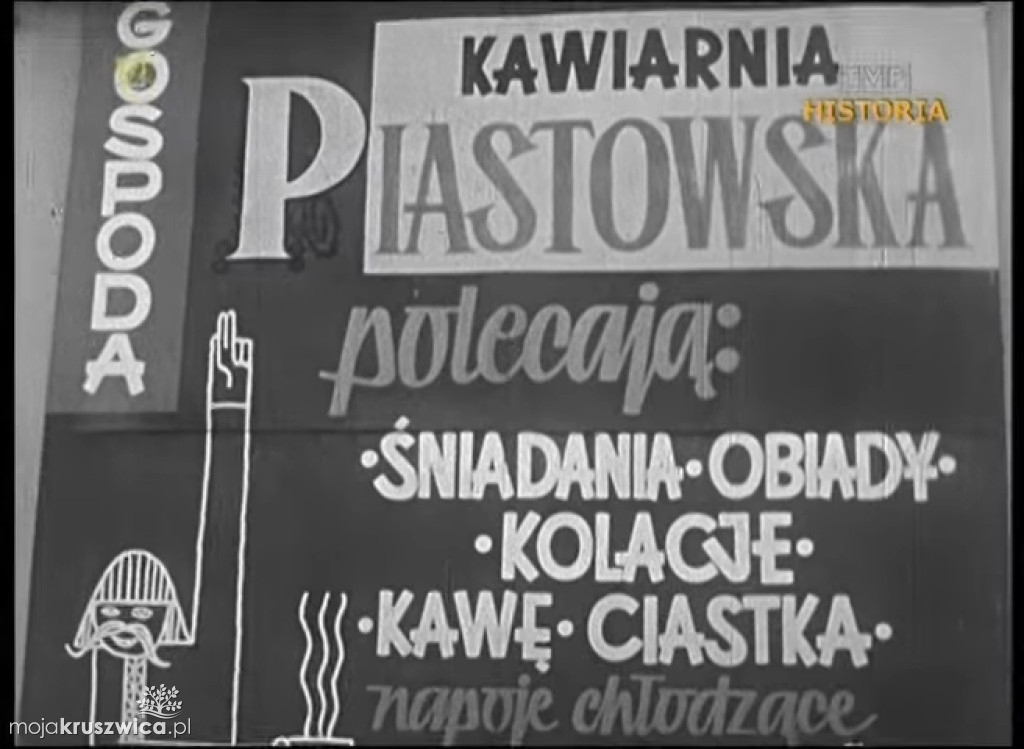 GOSPODA
KAWIARNIA
PIASTOWSKA
TVP
HISTORIA
polecają:
·ŚNIADANIA·OBIADY·
·KOLACJE·
·KAWĘ·CIASTKA·
napoje chłodzące
mojakruszwica.pl